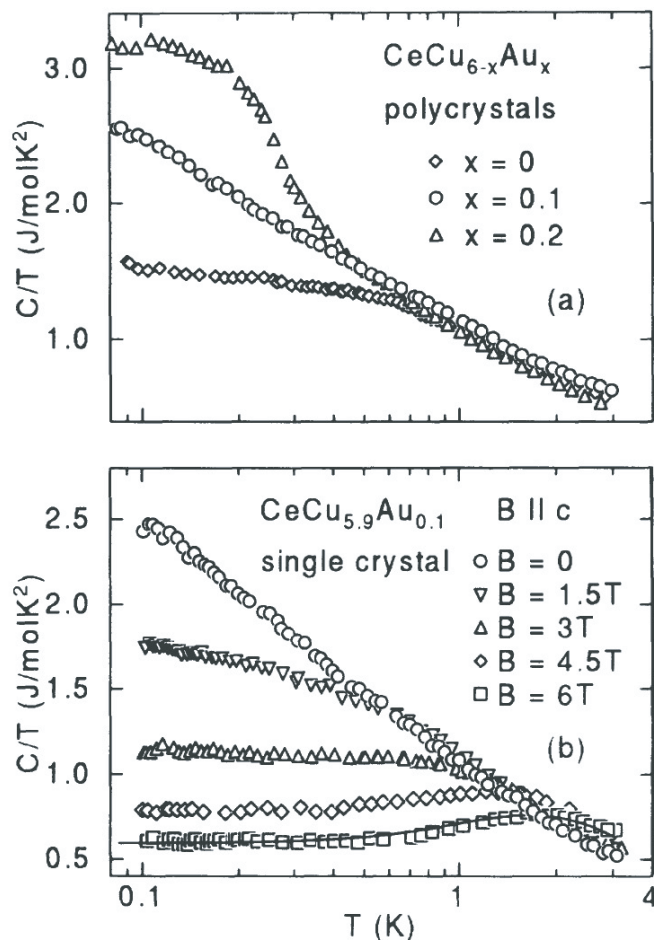 3.0
2.0
1.0
C/T (J/molK²)
CeCu₆₋ₓAuₓ
polycrystals
◇ x = 0
○ x = 0.1
△ x = 0.2
(a)
2.5
2.0
1.5
1.0
0.5
C/T (J/molK²)
CeCu₅.₉Au₀.₁ B ll c
single crystal ○ B = 0
▽ B = 1.5T
△ B = 3T
◇ B = 4.5T
□ B = 6T
(b)
0.1 1 4
T (K)